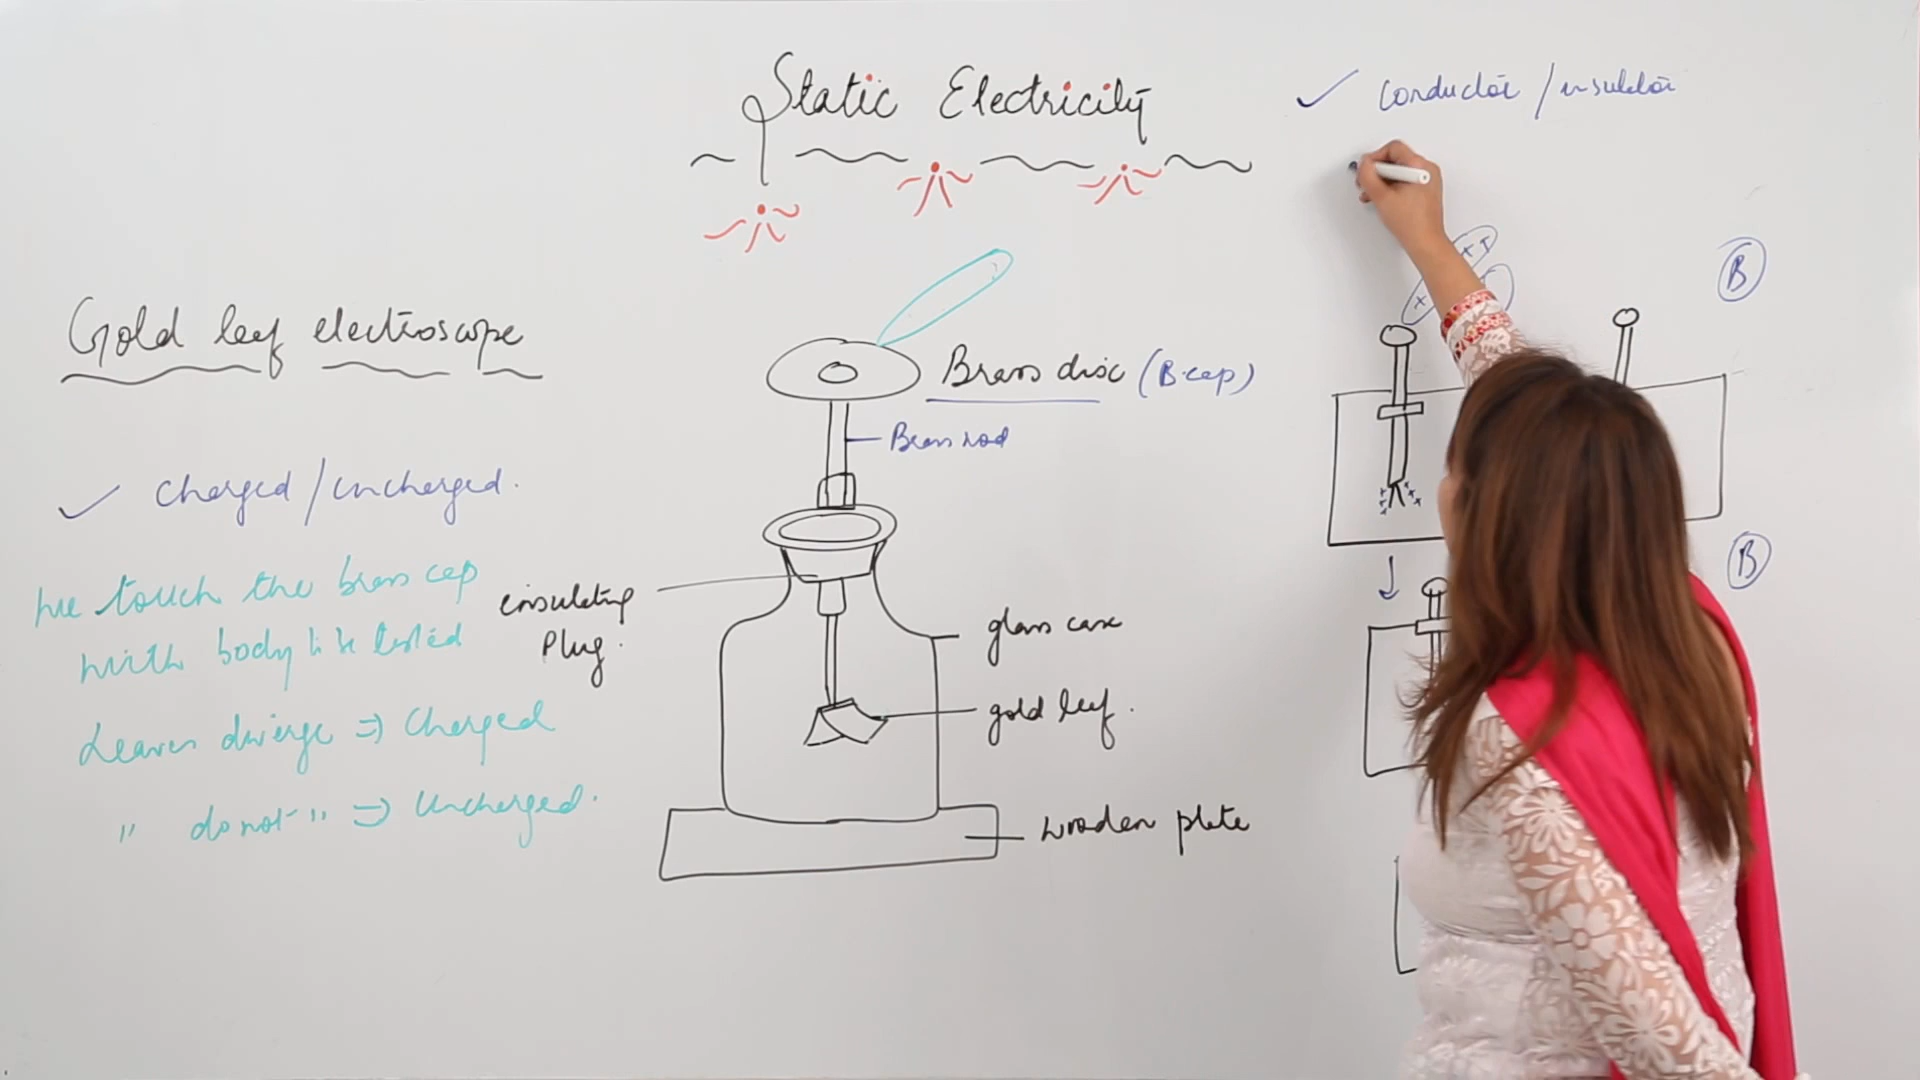 Static Electricity
✓ Conductor / insulator
Gold leaf electroscope
✓ Charged / uncharged.
We touch the brass cap
with body to be tested
Leaves diverge => Charged
" do not " => Uncharged.
Brass disc (B.cap)
Brass rod
insulating
Plug.
glass case
gold leaf.
wooden plate
+ +
+
B
B